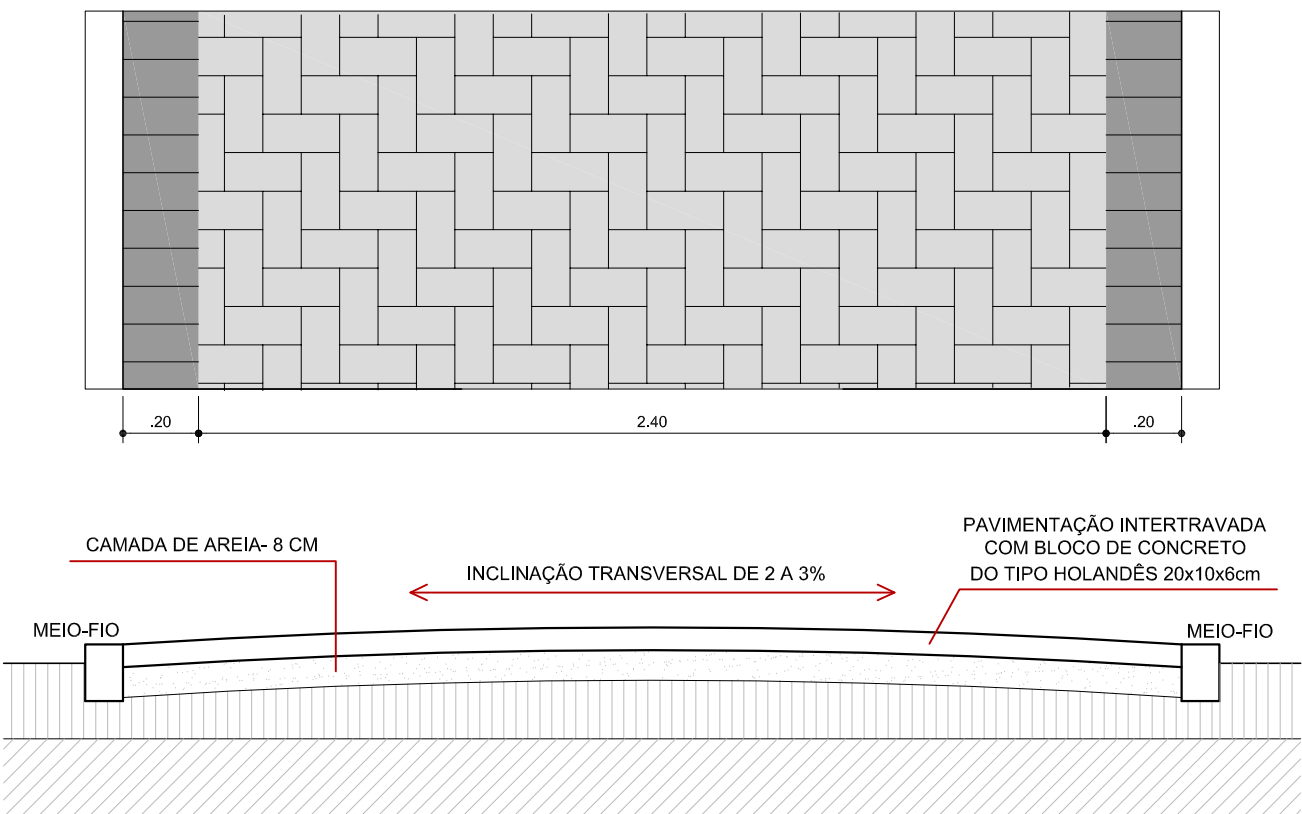 .20
2.40
.20
CAMADA DE AREIA- 8 CM
INCLINAÇÃO TRANSVERSAL DE 2 A 3%
PAVIMENTAÇÃO INTERTRAVADA
COM BLOCO DE CONCRETO
DO TIPO HOLANDÊS 20x10x6cm
MEIO-FIO
MEIO-FIO